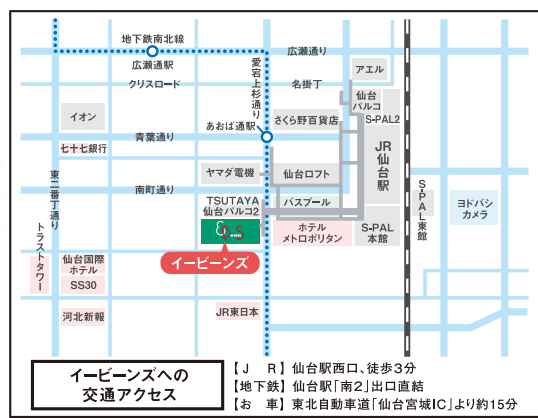 地下鉄南北線
広瀬通駅
広瀬通り
クリスロード
名掛丁
愛宕上杉通り
アエル
仙台
パルコ
S-PAL2
イオン
さくら野百貨店
青葉通り
あおば通駅
七十七銀行
JR
仙台駅
ヤマダ電機
仙台ロフト
東二番丁通り
南町通り
バスプール
TSUTAYA
仙台パルコ2
S-PAL東館
ヨドバシ
カメラ
ホテル
メトロポリタン
S-PAL
本館
イービーンズ
トラストタワー
仙台国際
ホテル
SS30
河北新報
JR東日本
イービーンズへの
交通アクセス
【J R】仙台駅西口、徒歩3分
【地下鉄】仙台駅「南2」出口直結
【お 車】東北自動車道「仙台宮城IC」より約15分